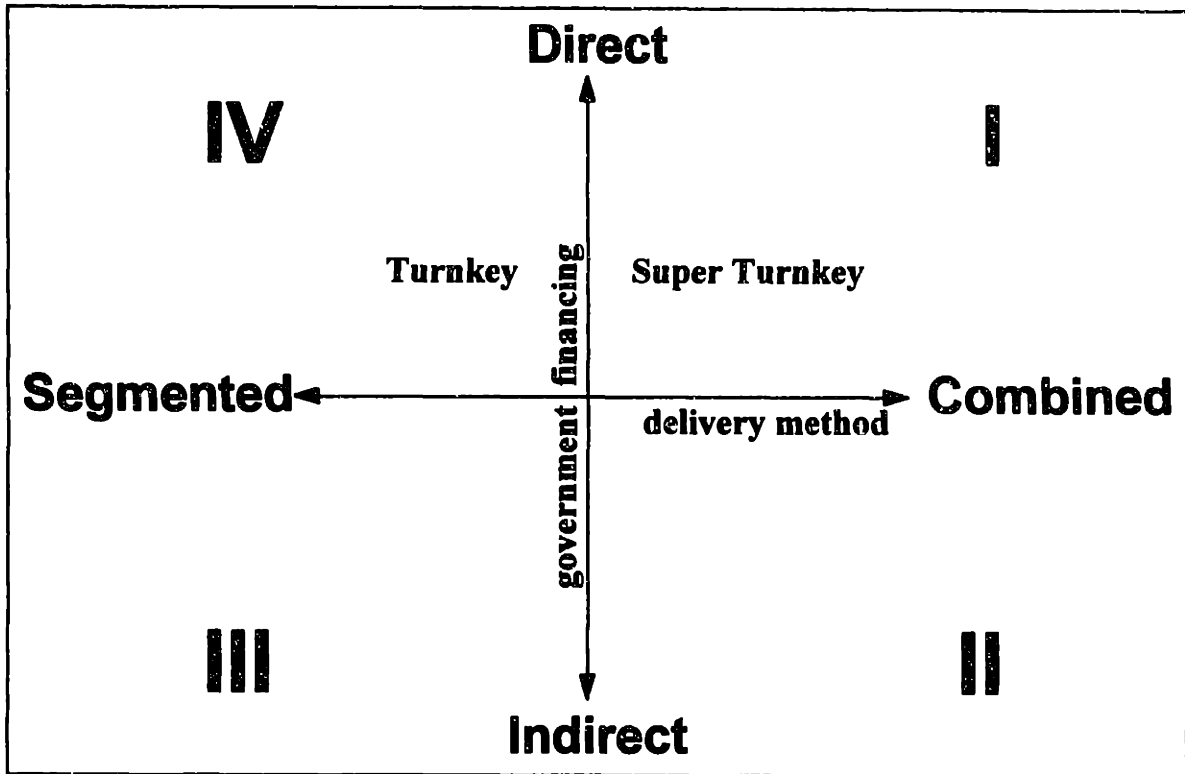 Direct
IV
I
Turnkey
Super Turnkey
government financing
Segmented
Combined
delivery method
III
II
Indirect